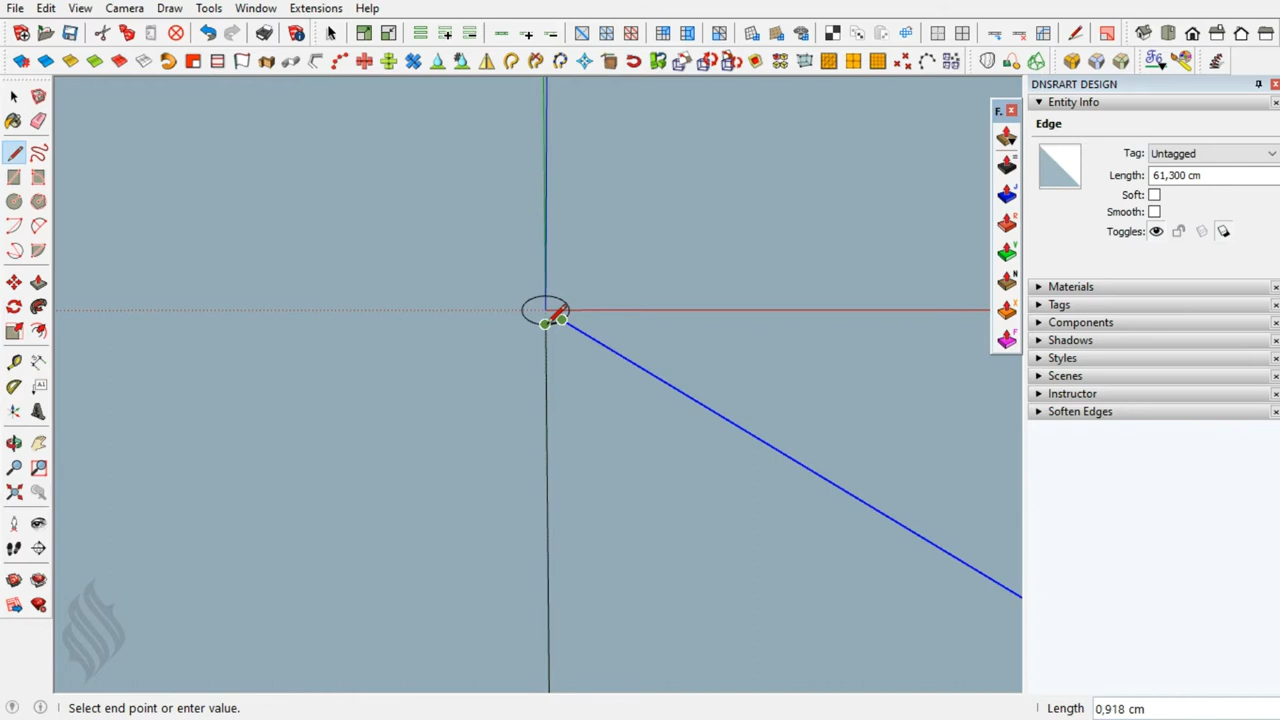 File Edit View Camera Draw Tools Window Extensions Help
DNSRART DESIGN
Entity Info
Edge
Tag: Untagged
Length: 61,300 cm
Soft:
Smooth:
Toggles:
Materials
Tags
Components
Shadows
Styles
Scenes
Instructor
Soften Edges
F.
=
J
R
V
N
X
F
A1
Select end point or enter value.
Length 0,918 cm